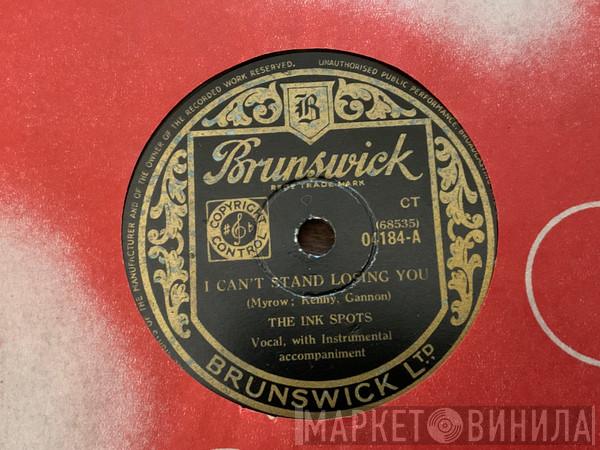 OF THE MANUFACTURER AND OF THE OWNER OF THE RECORDED WORK RESERVED. UNAUTHORISED PUBLIC PERFORMANCE, BROADCASTING
B
Brunswick
REGD TRADE MARK
COPYRIGHT CONTROL
CT
(68535)
04184-A
I CAN'T STAND LOSING YOU
(Myrow; Kenny, Gannon)
THE INK SPOTS
Vocal, with Instrumental
accompaniment
BRUNSWICK LTD.
МАРКЕТ ВИНИЛА